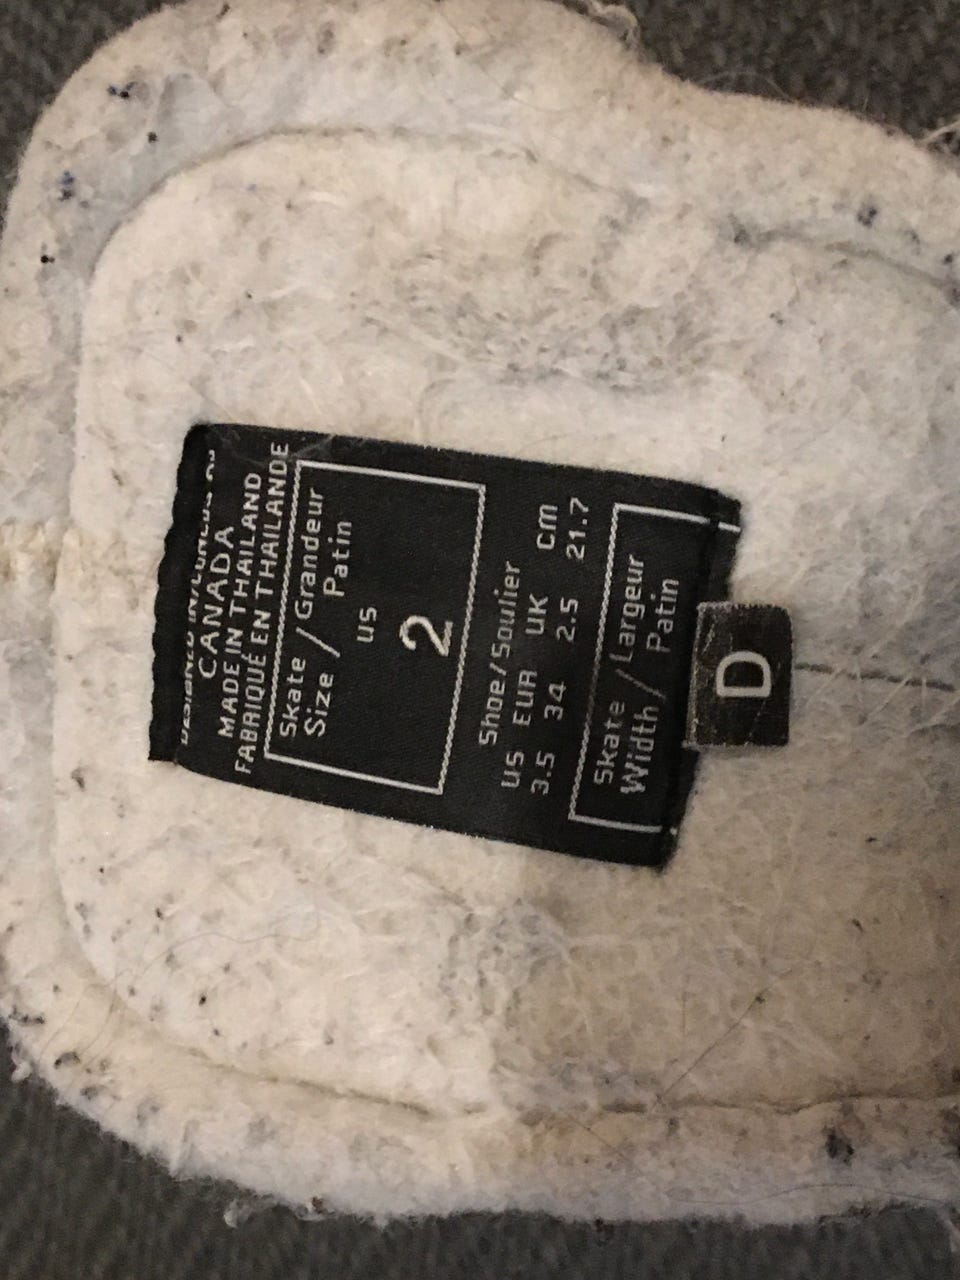 CANADA
MADE IN THAILAND
FABRIQUÉ EN THAILANDE
Skate / Grandeur
Size / Patin
US
2
Shoe/Soulier
US EUR UK cm
3.5 34 2.5 21.7
Skate / Largeur
Width / Patin
D